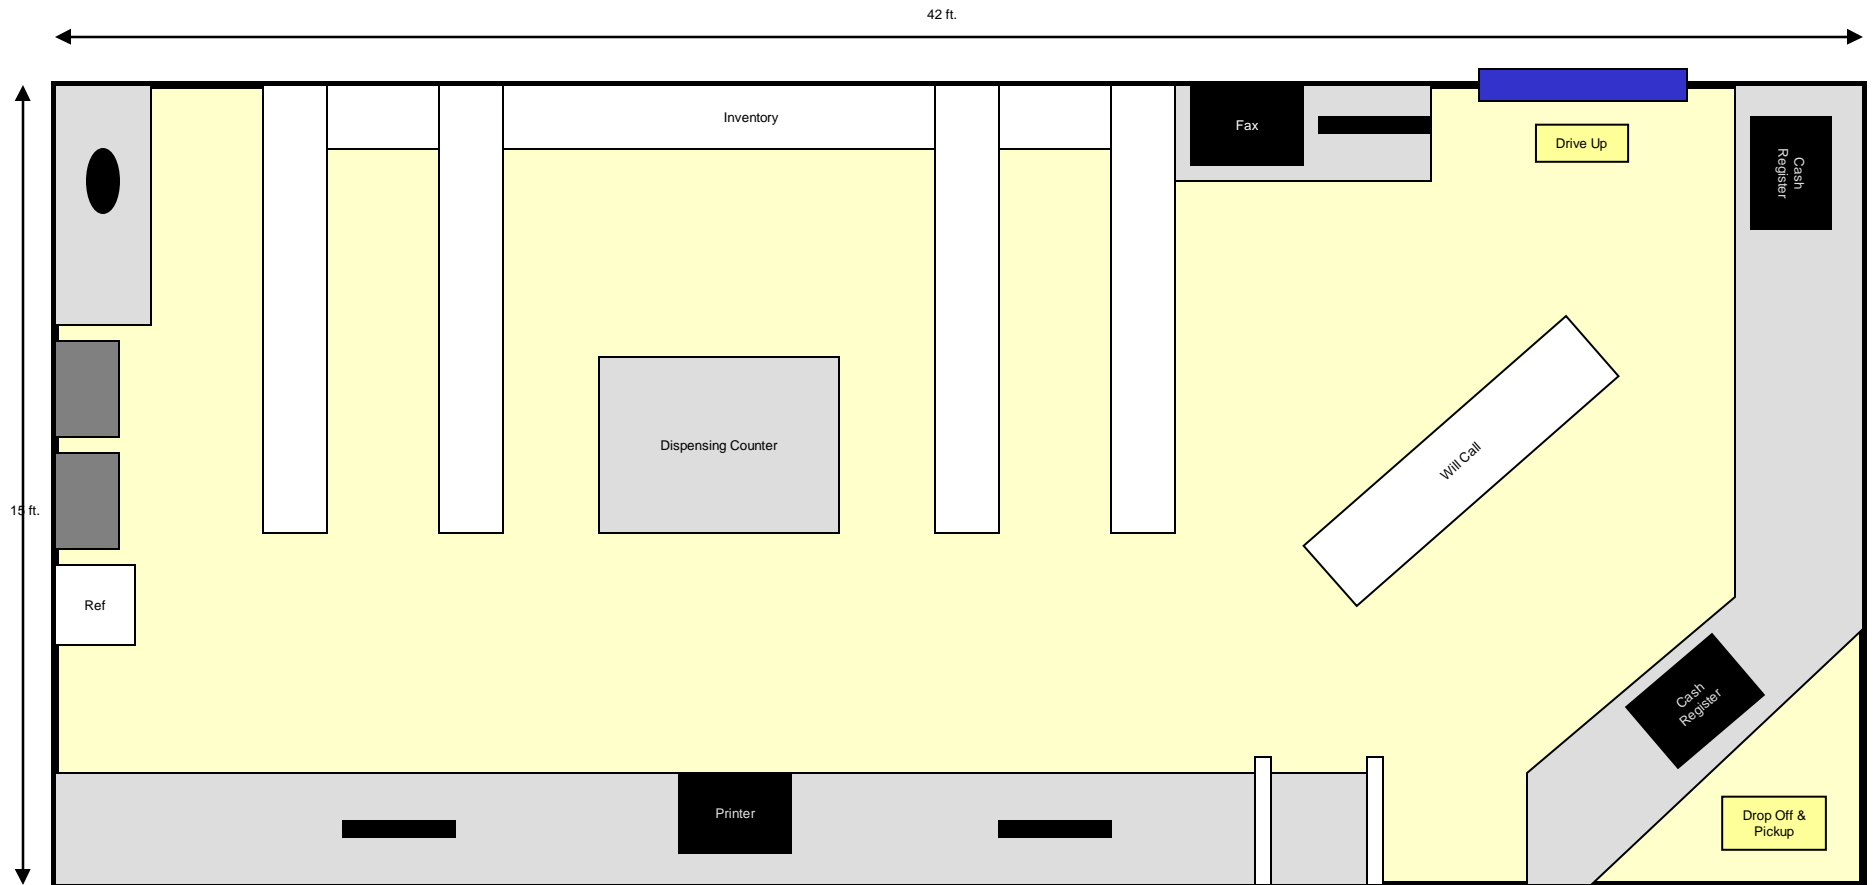 42 ft.
Inventory
Fax
Drive Up
Cash
Register
Dispensing Counter
Will Call
15 ft.
Ref
Cash
Register
Printer
Drop Off &
Pickup